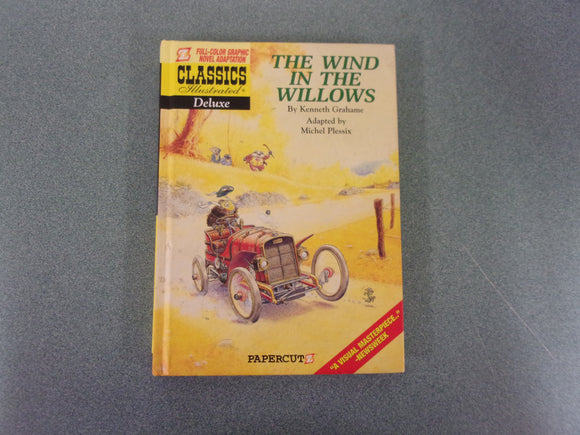 FULL-COLOR GRAPHIC
NOVEL ADAPTATION
CLASSICS
Illustrated
Deluxe
THE WIND
IN THE
WILLOWS
By Kenneth Grahame
Adapted by
Michel Plessix
"A VISUAL MASTERPIECE..."
-NEWSWEEK
PAPERCUTZ